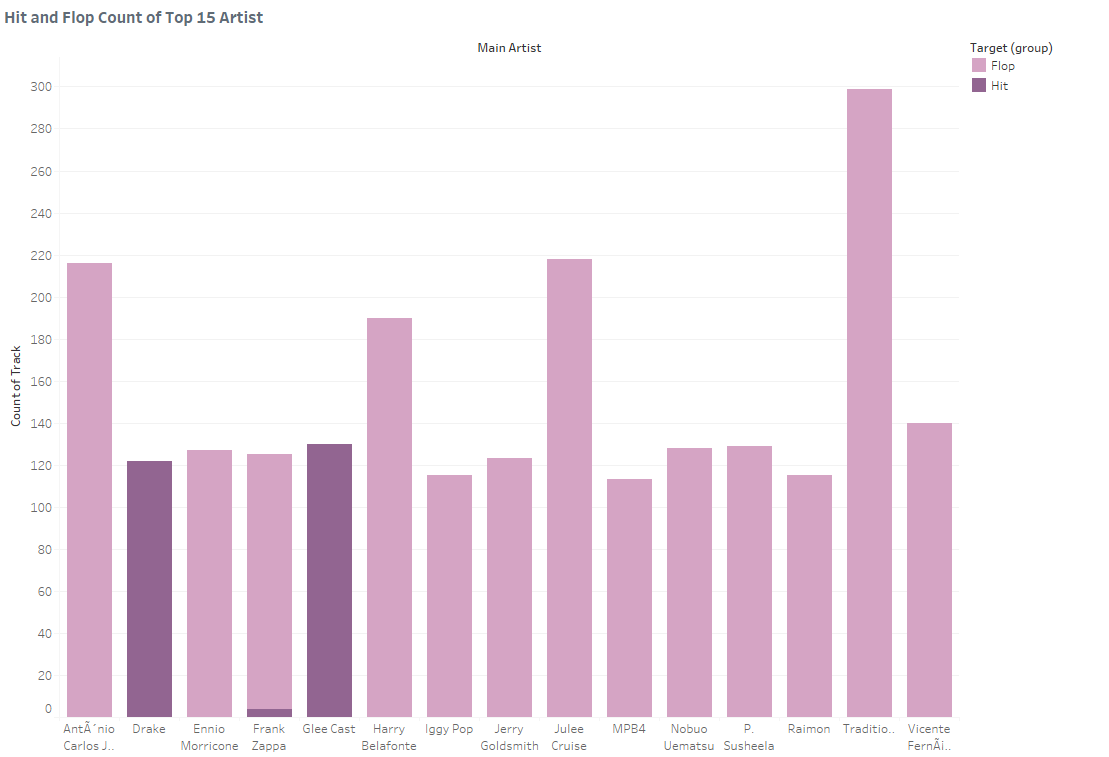 Hit and Flop Count of Top 15 Artist
Main Artist
Target (group)
Flop
Hit
Count of Track
300
280
260
240
220
200
180
160
140
120
100
80
60
40
20
0
AntÃ´nio
Carlos J..
Drake
Ennio
Morricone
Frank
Zappa
Glee Cast
Harry
Belafonte
Iggy Pop
Jerry
Goldsmith
Julee
Cruise
MPB4
Nobuo
Uematsu
P.
Susheela
Raimon
Traditio..
Vicente
FernÃi..